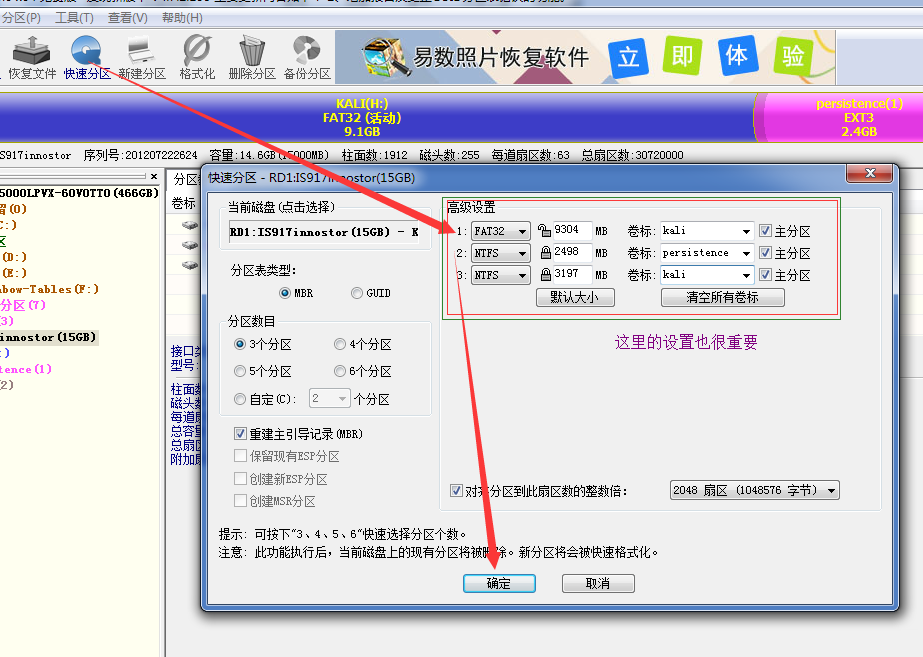 分区(P) 工具(T) 查看(V) 帮助(H)
恢复文件 快速分区 新建分区 格式化 删除分区 备份分区
易数照片恢复软件 立 即 体 验
KALI(H:)
FAT32 (活动)
9.1GB
persistence(1)
EXT3
2.4GB
S917innostor 序列号:201207222624 容量:14.6GB(15000MB) 柱面数:1912 磁头数:255 每道扇区数:63 总扇区数:30720000
5000LPVX-60V0TT0(466GB)
留(0)
C:)
区
(D:)
(E:)
nbow-Tables(F:)
分区(7)
3)
innostor(15GB)
:)
tence(1)
(2)
分区
卷标
接口类
型号:
柱面数
磁头数
每道扇
总容量
总扇区
附加扇
快速分区 - RD1:IS917innostor(15GB)
当前磁盘(点击选择)
RD1:IS917innostor(15GB) - K
分区表类型:
MBR GUID
分区数目
3个分区 4个分区
5个分区 6个分区
自定(C): 2 个分区
重建主引导记录(MBR)
保留现有ESP分区
创建新ESP分区
创建MSR分区
高级设置
1: FAT32 9304 MB 卷标: kali 主分区
2: NTFS 2498 MB 卷标: persistence 主分区
3: NTFS 3197 MB 卷标: kali 主分区
默认大小 清空所有卷标
这里的设置也很重要
对齐分区到此扇区数的整数倍: 2048 扇区 (1048576 字节)
提示: 可按下"3、4、5、6"快速选择分区个数。
注意: 此功能执行后，当前磁盘上的现有分区将被删除。新分区将会被快速格式化。
确定 取消